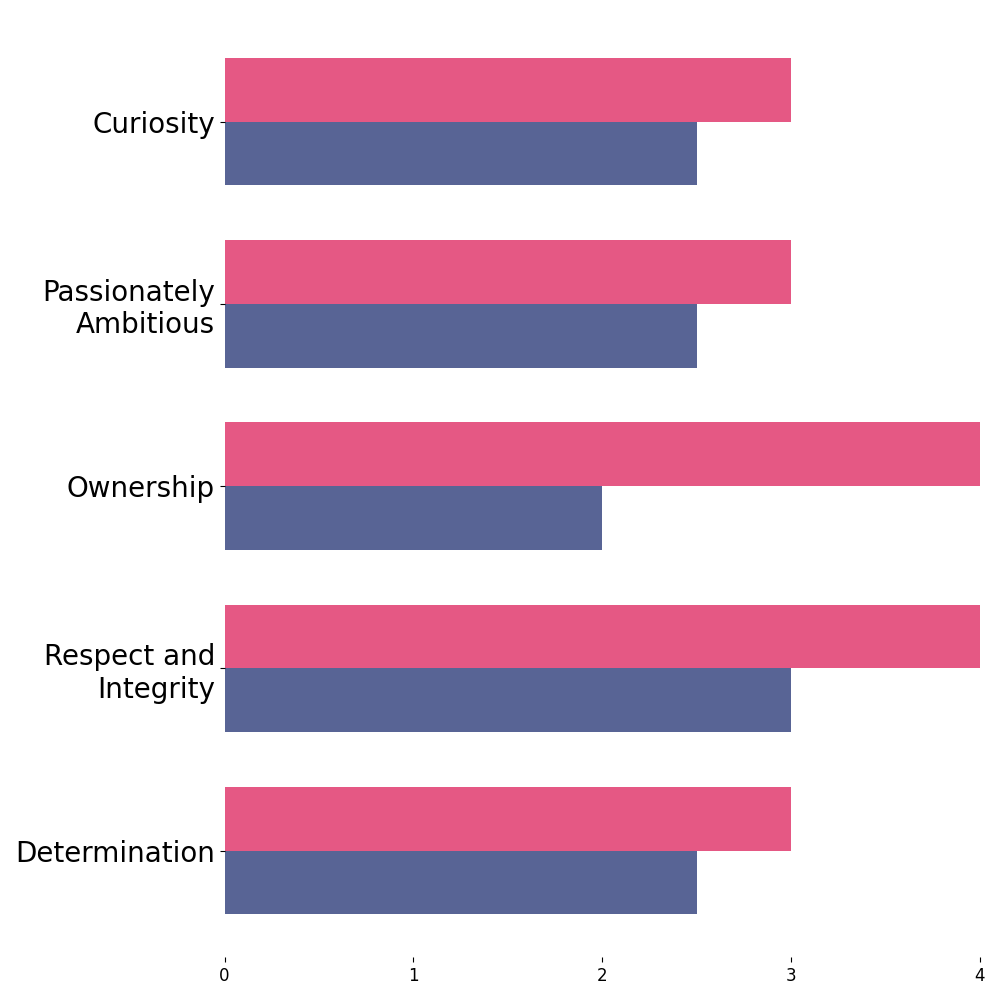 Curiosity
Passionately
Ambitious
Ownership
Respect and
Integrity
Determination
0 1 2 3 4